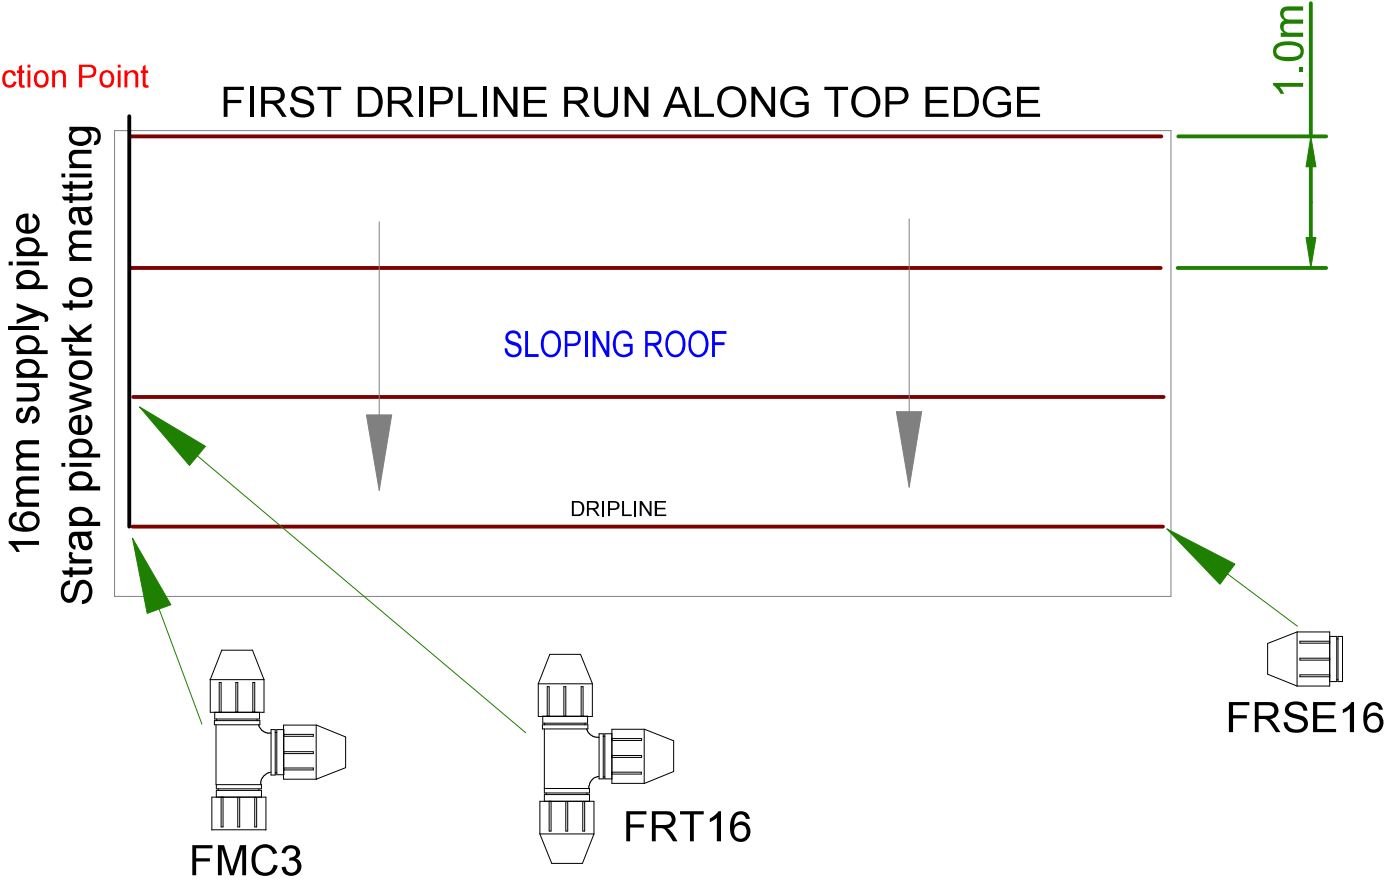 ction Point
FIRST DRIPLINE RUN ALONG TOP EDGE
1.0m
16mm supply pipe
Strap pipework to matting
SLOPING ROOF
DRIPLINE
FRSE16
FRT16
FMC3